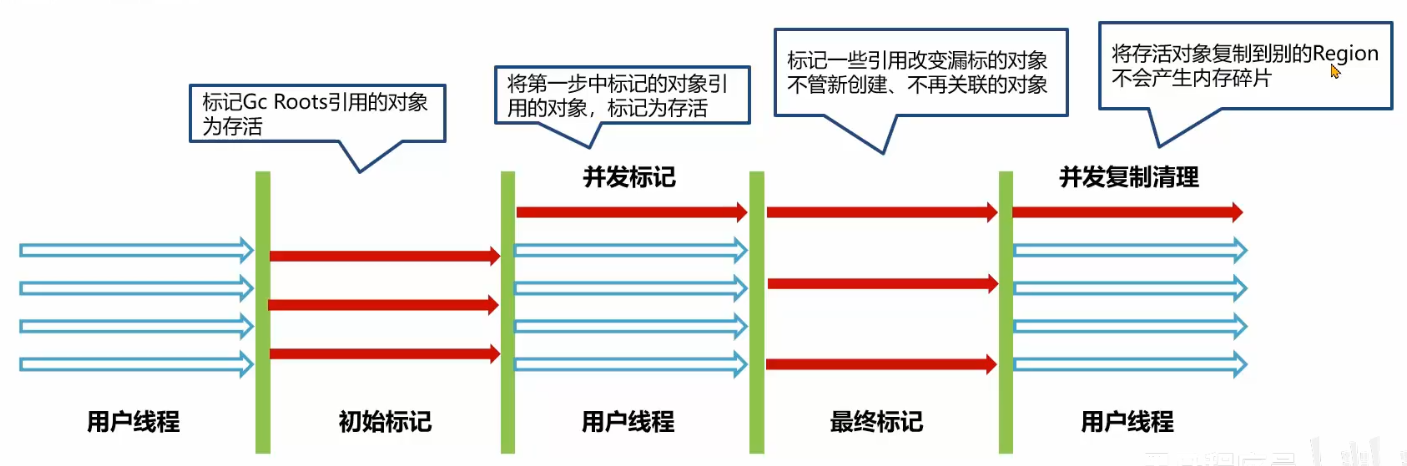 标记Gc Roots引用的对象
为存活
将第一步中标记的对象引
用的对象，标记为存活
标记一些引用改变漏标的对象
不管新创建、不再关联的对象
将存活对象复制到别的Region
不会产生内存碎片
并发标记
并发复制清理
用户线程
初始标记
用户线程
最终标记
用户线程